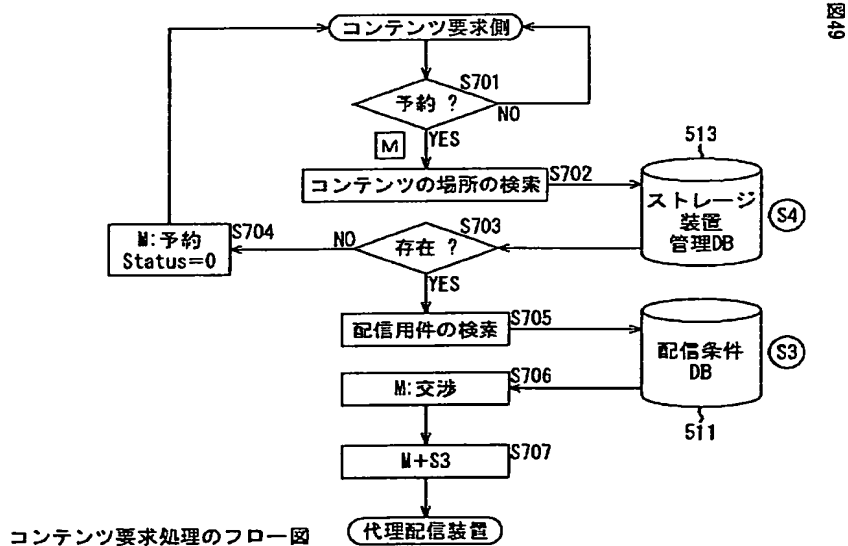 図49
コンテンツ要求側
S701
予約 ?
NO
YES
M
コンテンツの場所の検索
S702
513
ストレージ
装置
管理DB
S4
S703
存在 ?
NO
YES
S704
M:予約
Status=0
配信用件の検索
S705
配信条件
DB
S3
511
M:交渉
S706
M+S3
S707
代理配信装置
コンテンツ要求処理のフロー図